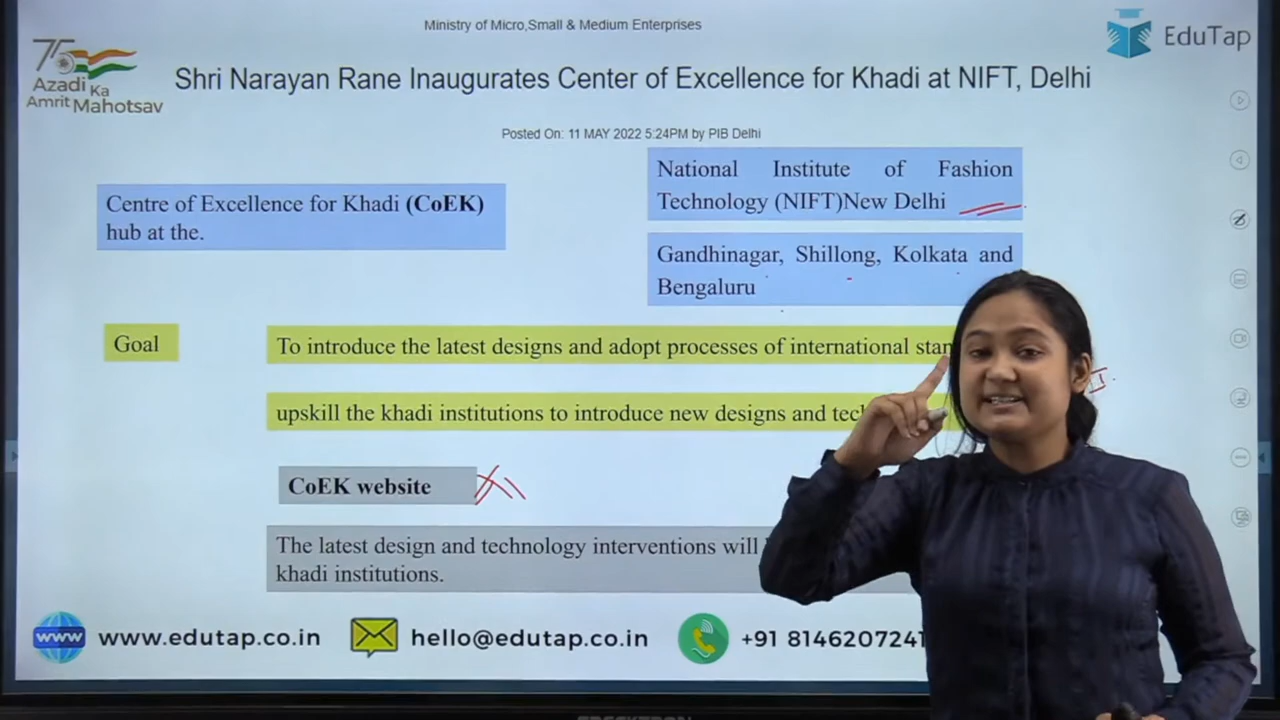 Ministry of Micro,Small & Medium Enterprises
EduTap
75
Azadi Ka
Amrit Mahotsav
Shri Narayan Rane Inaugurates Center of Excellence for Khadi at NIFT, Delhi
Posted On: 11 MAY 2022 5:24PM by PIB Delhi
Centre of Excellence for Khadi (CoEK)
hub at the.
National Institute of Fashion
Technology (NIFT)New Delhi
Gandhinagar, Shillong, Kolkata and
Bengaluru
Goal
To introduce the latest designs and adopt processes of international
upskill the khadi institutions to introduce new designs and
CoEK website
The latest design and technology interventions will
khadi institutions.
www
www.edutap.co.in
hello@edutap.co.in
+91 8146207241